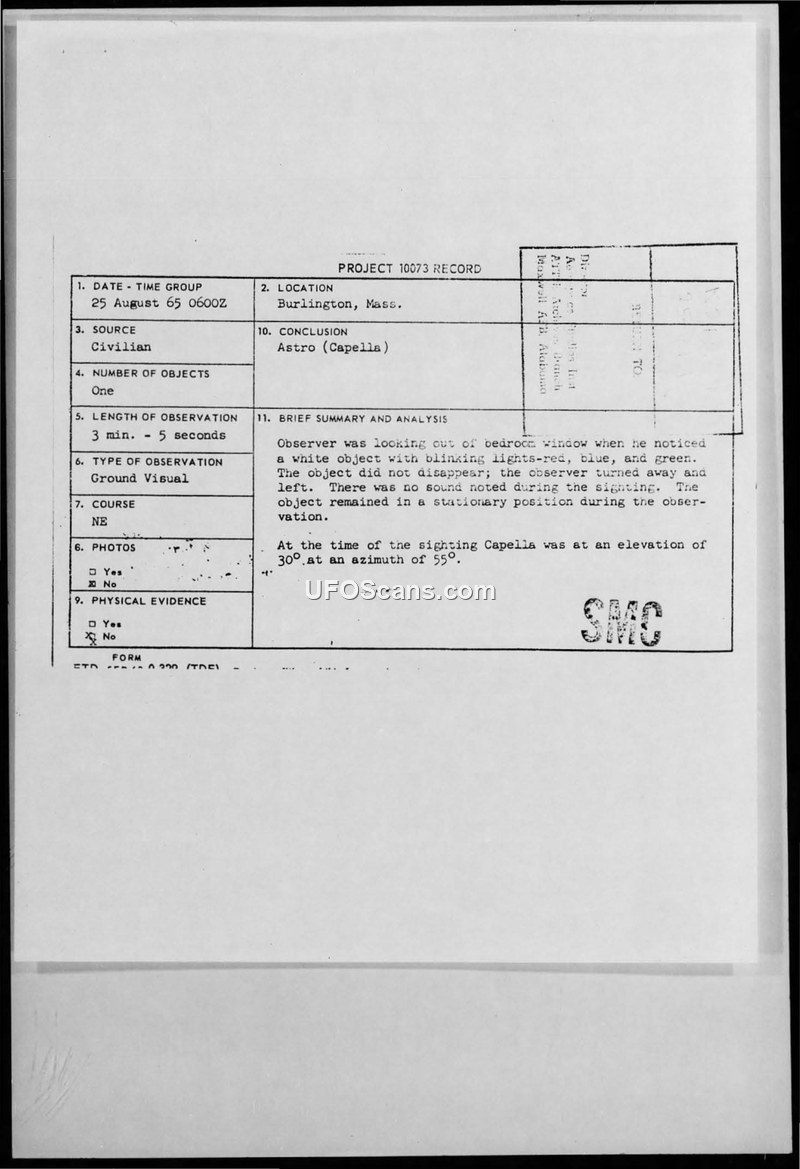 PROJECT 10073 RECORD
1. DATE - TIME GROUP
25 August 65 0600Z
2. LOCATION
Burlington, Mass.
3. SOURCE
Civilian
10. CONCLUSION
Astro (Capella)
4. NUMBER OF OBJECTS
One
5. LENGTH OF OBSERVATION
3 min. - 5 seconds
11. BRIEF SUMMARY AND ANALYSIS
Observer was looking out of bedroom window when he noticed
a white object with blinking lights-red, blue, and green.
The object did not disappear; the observer turned away and
left. There was no sound noted during the sighting. The
object remained in a stationary position during the obser-
vation.
At the time of the sighting Capella was at an elevation of
30° at an azimuth of 55°.
6. TYPE OF OBSERVATION
Ground Visual
7. COURSE
NE
8. PHOTOS
Yes
No
9. PHYSICAL EVIDENCE
Yes
No
FORM
UFOScans.com
SMC